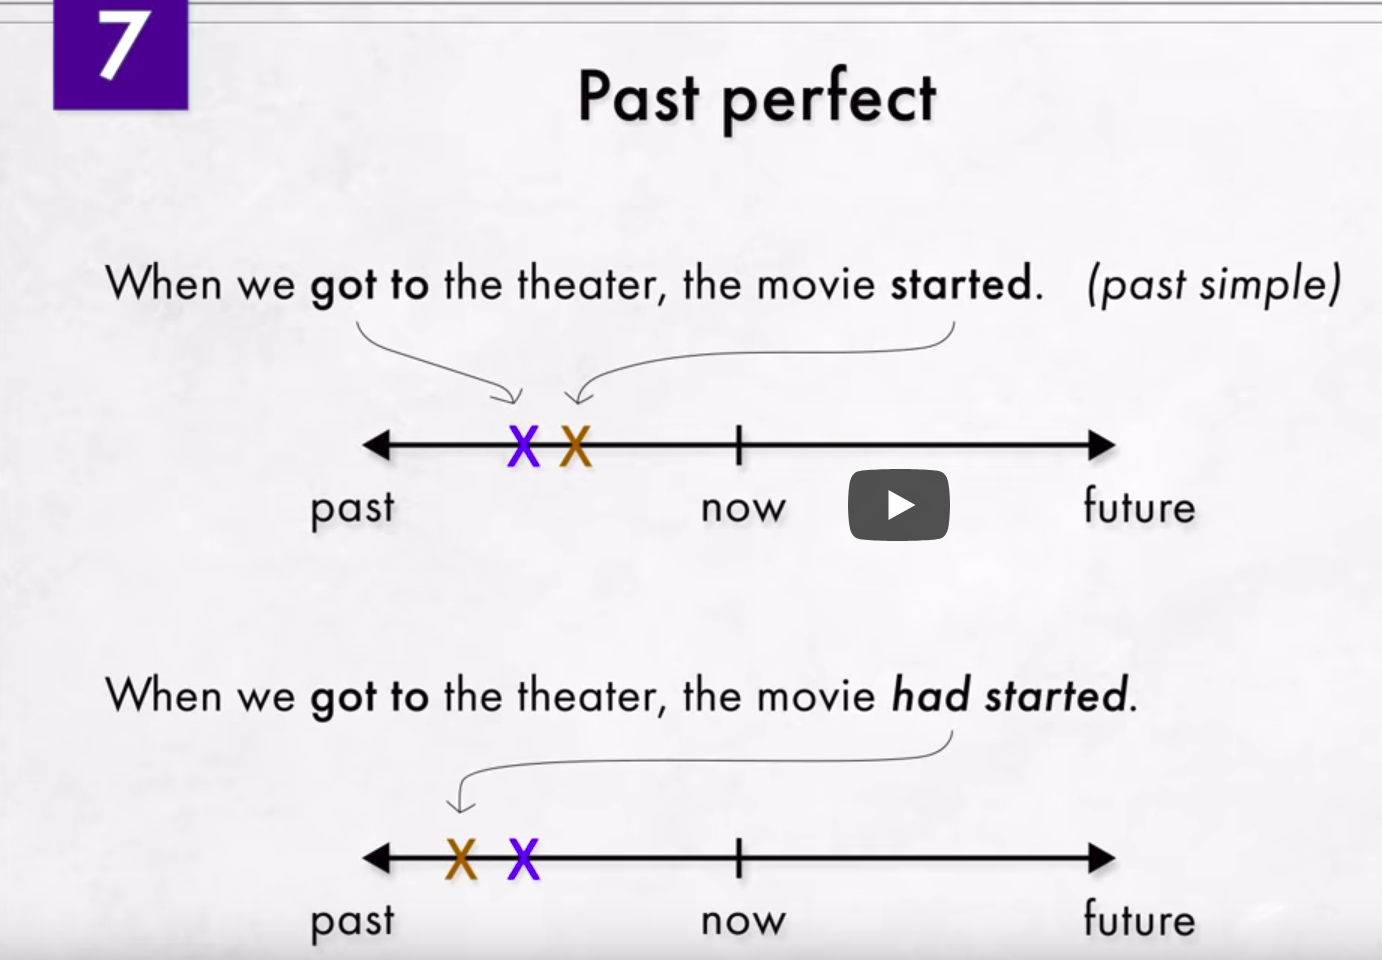 7
Past perfect
When we got to the theater, the movie started. (past simple)
X X
past now future
When we got to the theater, the movie had started.
X X
past now future